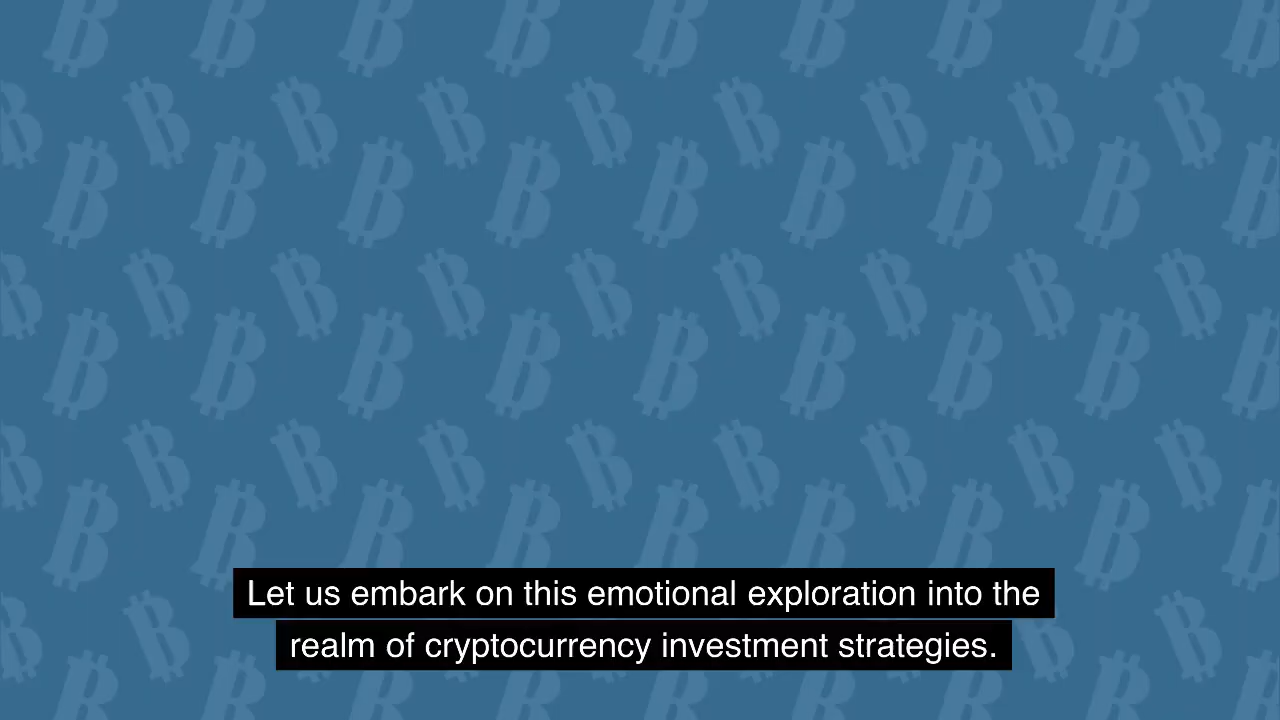 Let us embark on this emotional exploration into the
realm of cryptocurrency investment strategies.